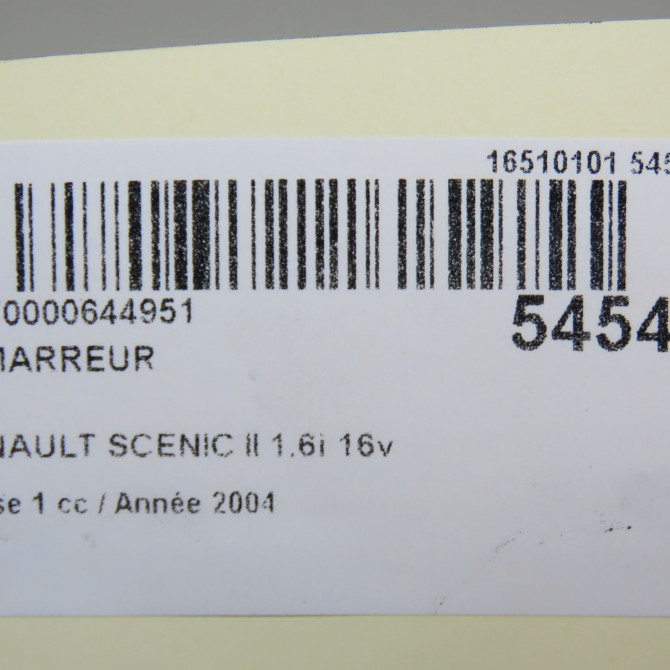 16510101 545
0000644951
5454
MARREUR
NAULT SCENIC II 1.6i 16v
se 1 cc / Année 2004